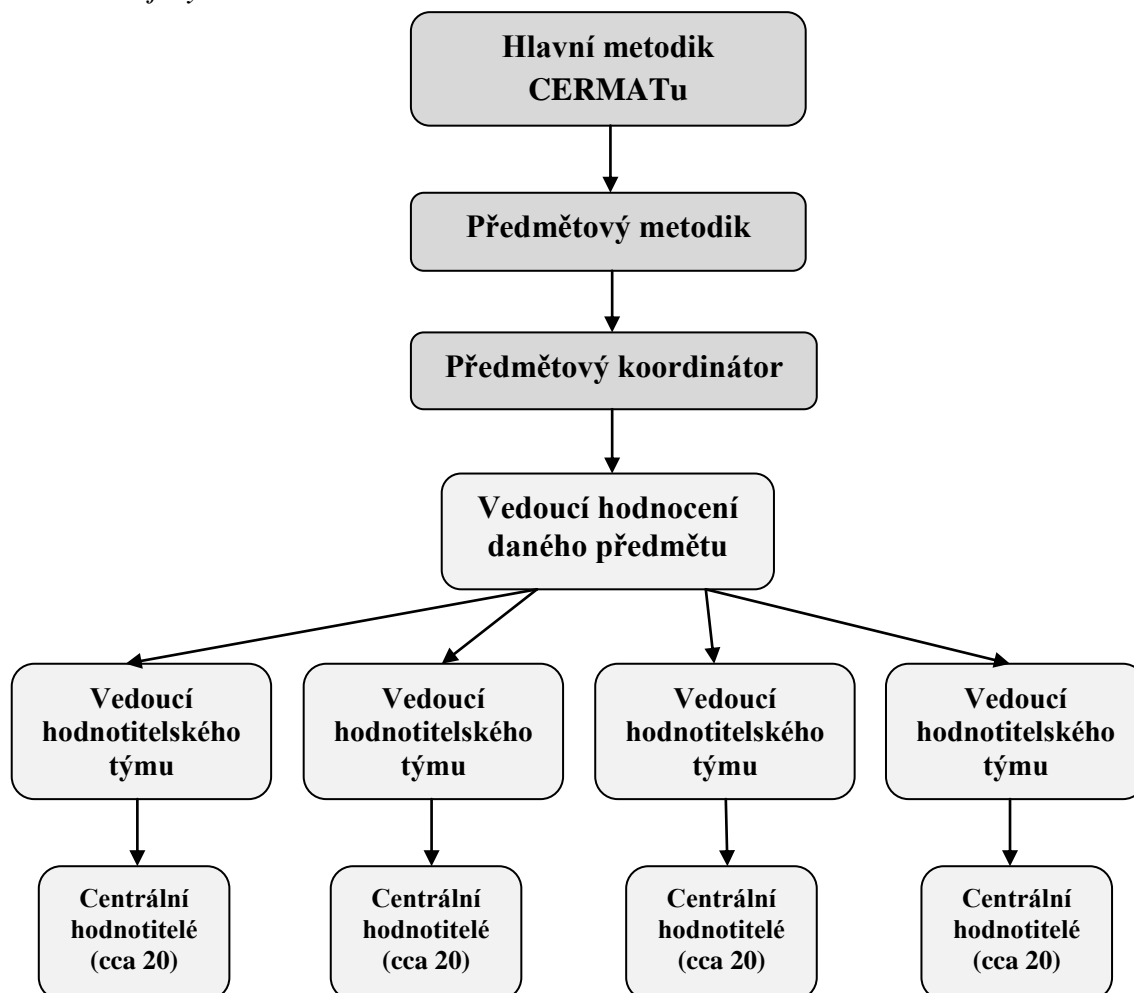 Hlavní metodik
CERMATu
Předmětový metodik
Předmětový koordinátor
Vedoucí hodnocení
daného předmětu
Vedoucí
hodnotitelského
týmu
Vedoucí
hodnotitelského
týmu
Vedoucí
hodnotitelského
týmu
Vedoucí
hodnotitelského
týmu
Centrální
hodnotitelé
(cca 20)
Centrální
hodnotitelé
(cca 20)
Centrální
hodnotitelé
(cca 20)
Centrální
hodnotitelé
(cca 20)